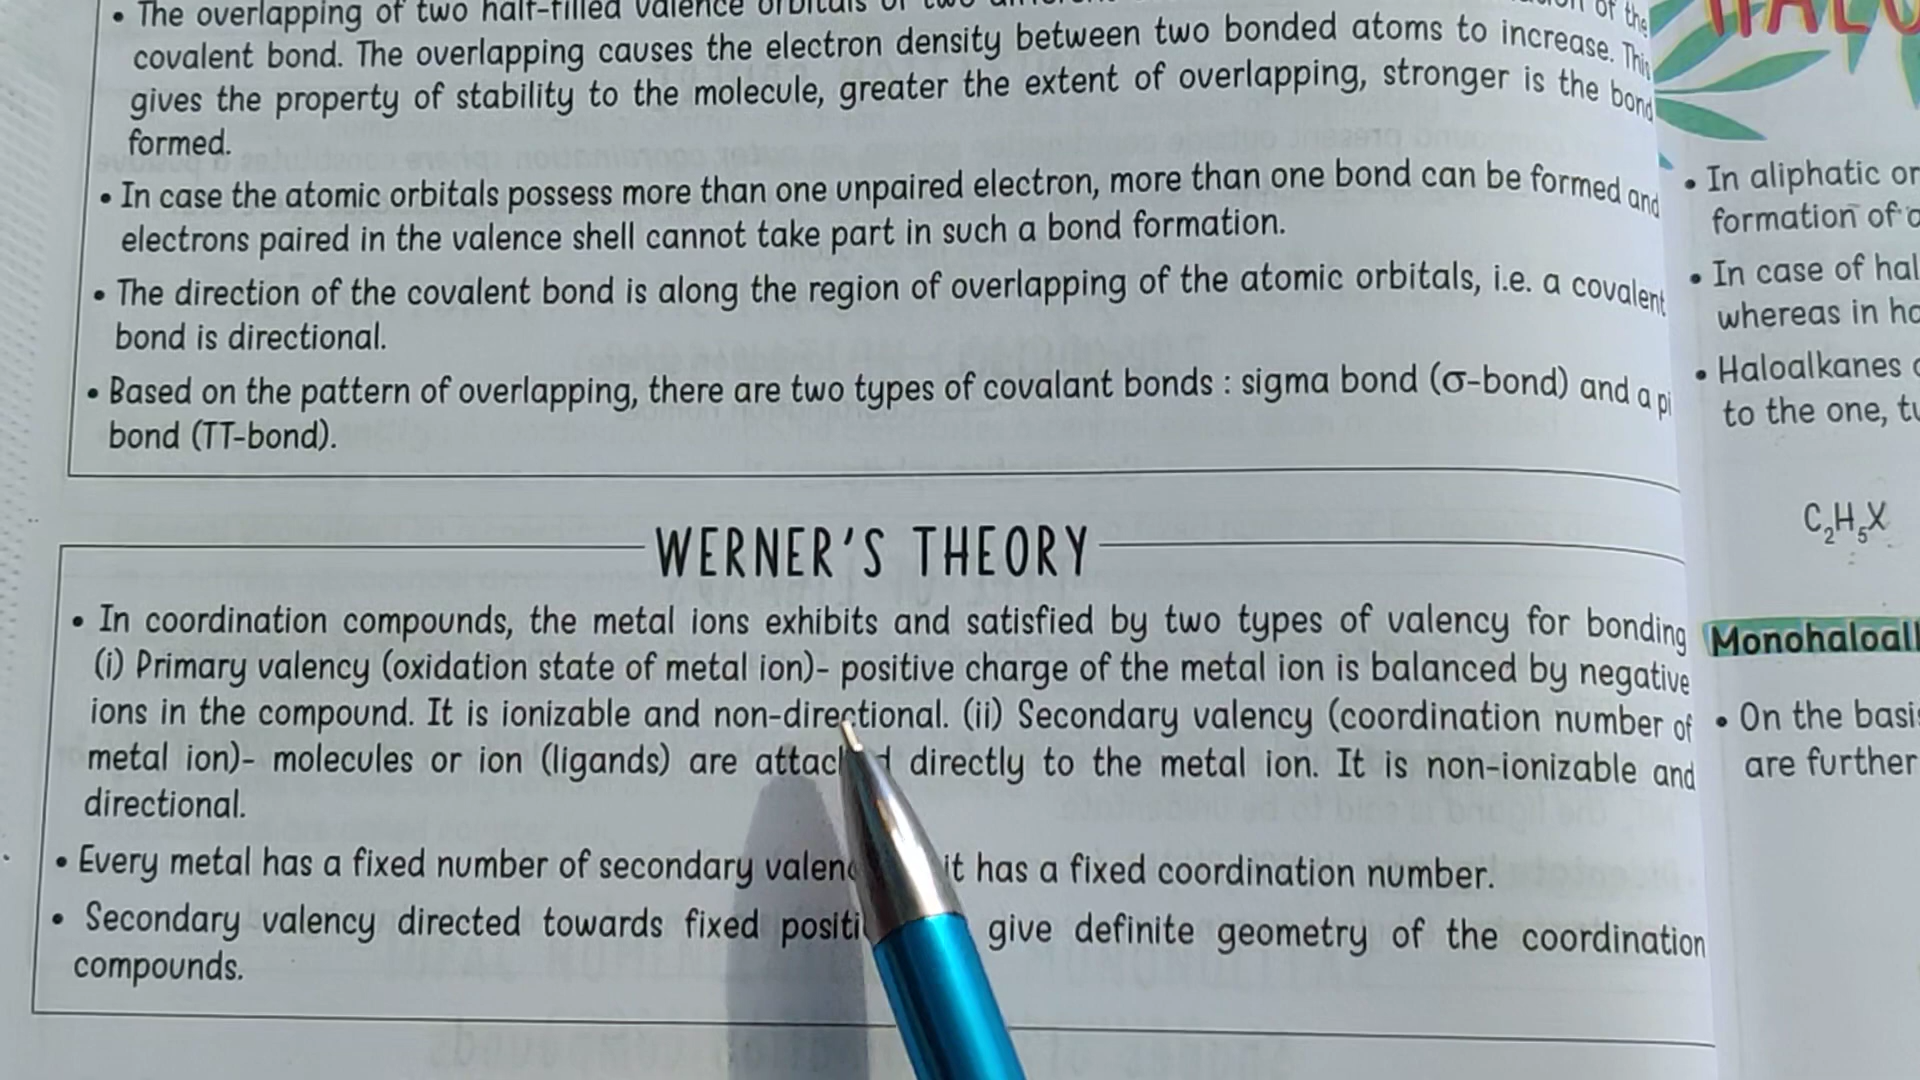 • The overlapping of two half-filled valence orbitals of two
of the
covalent bond. The overlapping causes the electron density between two bonded atoms to increase. This
gives the property of stability to the molecule, greater the extent of overlapping, stronger is the bond
formed.
• In case the atomic orbitals possess more than one unpaired electron, more than one bond can be formed and
electrons paired in the valence shell cannot take part in such a bond formation.
• The direction of the covalent bond is along the region of overlapping of the atomic orbitals, i.e. a covalent
bond is directional.
• Based on the pattern of overlapping, there are two types of covalant bonds : sigma bond (σ-bond) and a pi
bond (TT-bond).
WERNER'S THEORY
• In coordination compounds, the metal ions exhibits and satisfied by two types of valency for bonding
(i) Primary valency (oxidation state of metal ion)- positive charge of the metal ion is balanced by negative
ions in the compound. It is ionizable and non-directional. (ii) Secondary valency (coordination number of
metal ion)- molecules or ion (ligands) are attached directly to the metal ion. It is non-ionizable and
directional.
• Every metal has a fixed number of secondary it has a fixed coordination number.
• Secondary valency directed towards fixed give definite geometry of the coordination
compounds.
• In aliphatic or
formation of
• In case of hal
whereas in
• Haloalkanes
to the one,
C₂H₅X
Monohaloall
• On the basis
are further